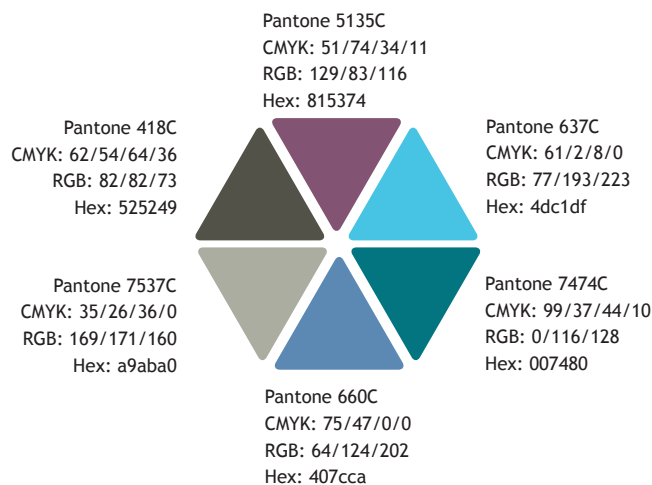 Pantone 5135C
CMYK: 51/74/34/11
RGB: 129/83/116
Hex: 815374
Pantone 418C
CMYK: 62/54/64/36
RGB: 82/82/73
Hex: 525249
Pantone 637C
CMYK: 61/2/8/0
RGB: 77/193/223
Hex: 4dc1df
Pantone 7537C
CMYK: 35/26/36/0
RGB: 169/171/160
Hex: a9aba0
Pantone 7474C
CMYK: 99/37/44/10
RGB: 0/116/128
Hex: 007480
Pantone 660C
CMYK: 75/47/0/0
RGB: 64/124/202
Hex: 407cca